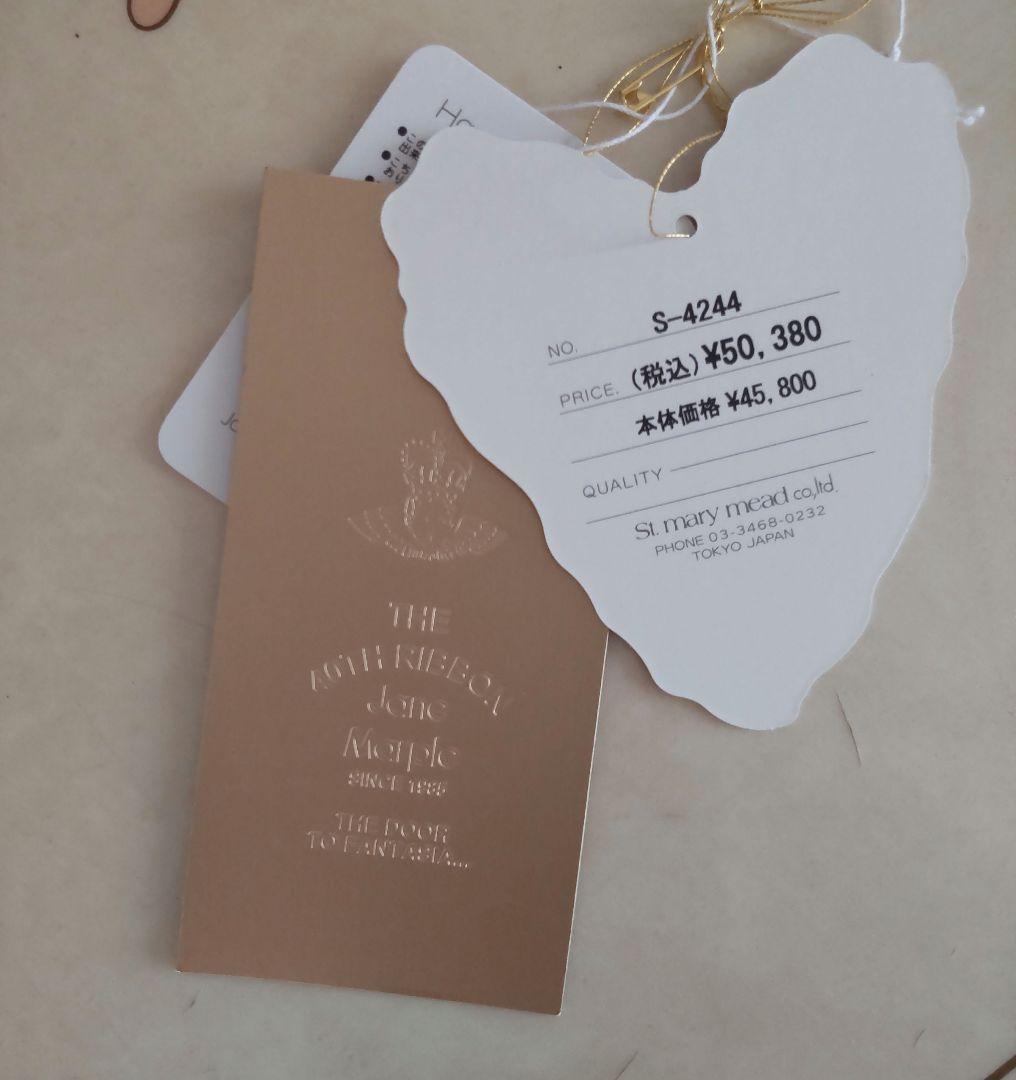 NO. S-4244
PRICE. (税込)¥50,380
本体価格 ¥45,800
QUALITY
St. mary mead co.,ltd.
PHONE 03-3468-0232
TOKYO JAPAN
THE
40TH RIBBON
Jane
Marple
SINCE 1985
THE DOOR
TO FANTASIA...